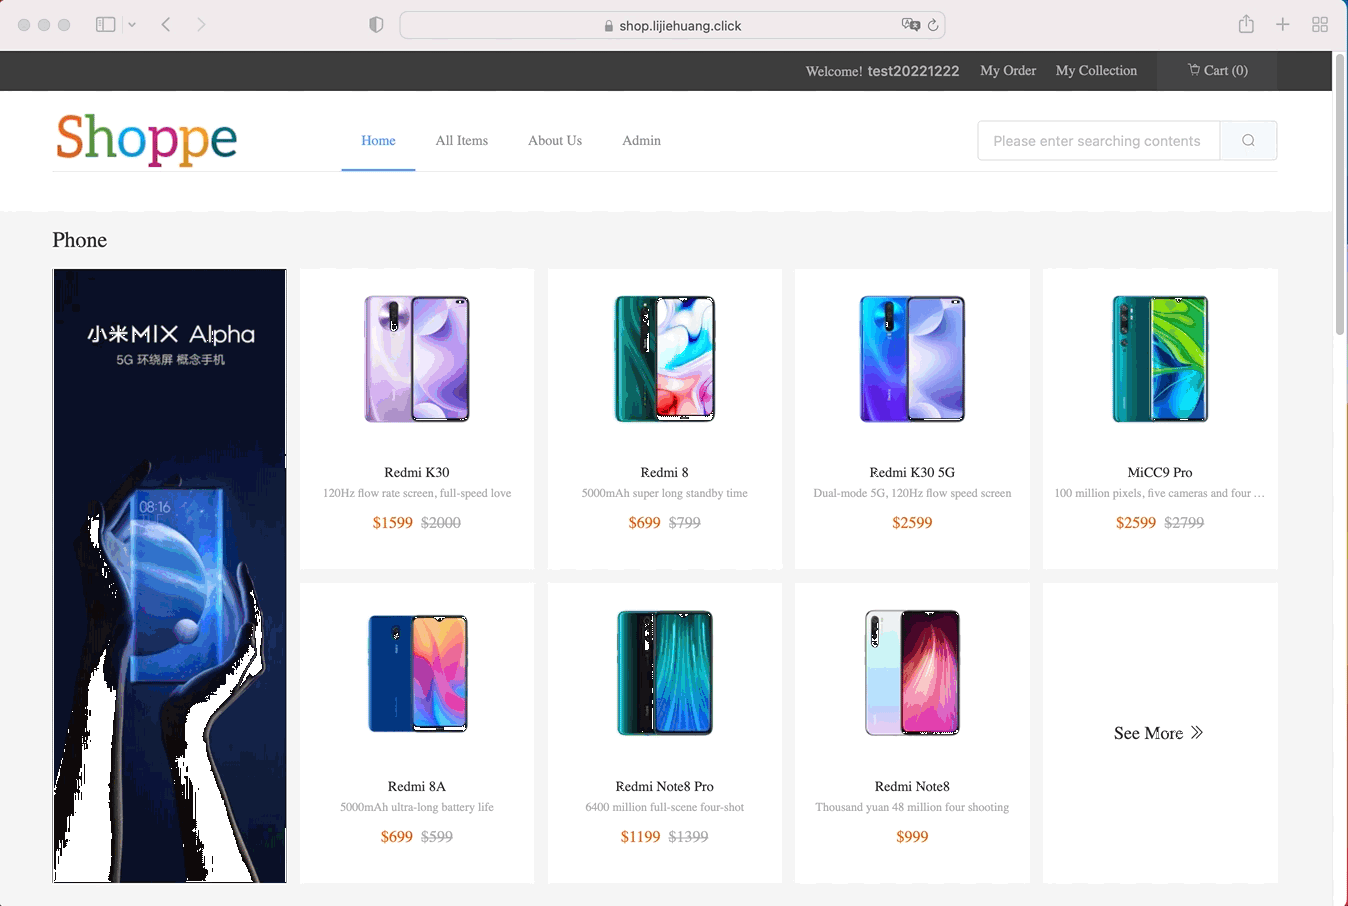 shop.lijiehuang.click
Welcome! test20221222 My Order My Collection Cart (0)
Shoppe
Home All Items About Us Admin
Please enter searching contents
Phone
小米MIX Alpha
5G 环绕屏 概念手机
08:16
Redmi K30
120Hz flow rate screen, full-speed love
$1599 $2000
Redmi 8
5000mAh super long standby time
$699 $799
Redmi K30 5G
Dual-mode 5G, 120Hz flow speed screen
$2599
MiCC9 Pro
100 million pixels, five cameras and four ...
$2599 $2799
Redmi 8A
5000mAh ultra-long battery life
$699 $599
Redmi Note8 Pro
6400 million full-scene four-shot
$1199 $1399
Redmi Note8
Thousand yuan 48 million four shooting
$999
See More